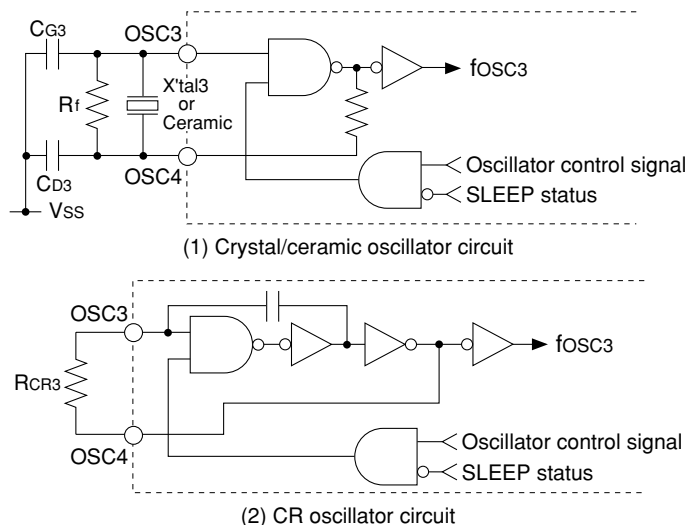 CG3
OSC3
Rf
X'tal3
or
Ceramic
fOSC3
CD3
OSC4
Oscillator control signal
SLEEP status
VSS
(1) Crystal/ceramic oscillator circuit
OSC3
fOSC3
RCR3
OSC4
Oscillator control signal
SLEEP status
(2) CR oscillator circuit